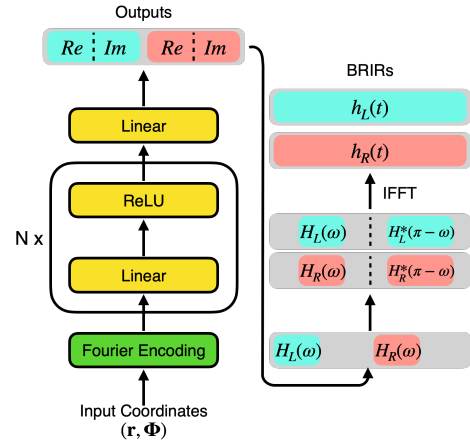 Outputs
Re Im Re Im
Linear
ReLU
N x
Linear
Fourier Encoding
Input Coordinates
(r, Φ)
BRIRs
h_L(t)
h_R(t)
IFFT
H_L(ω) H_L^*(π − ω)
H_R(ω) H_R^*(π − ω)
H_L(ω) H_R(ω)